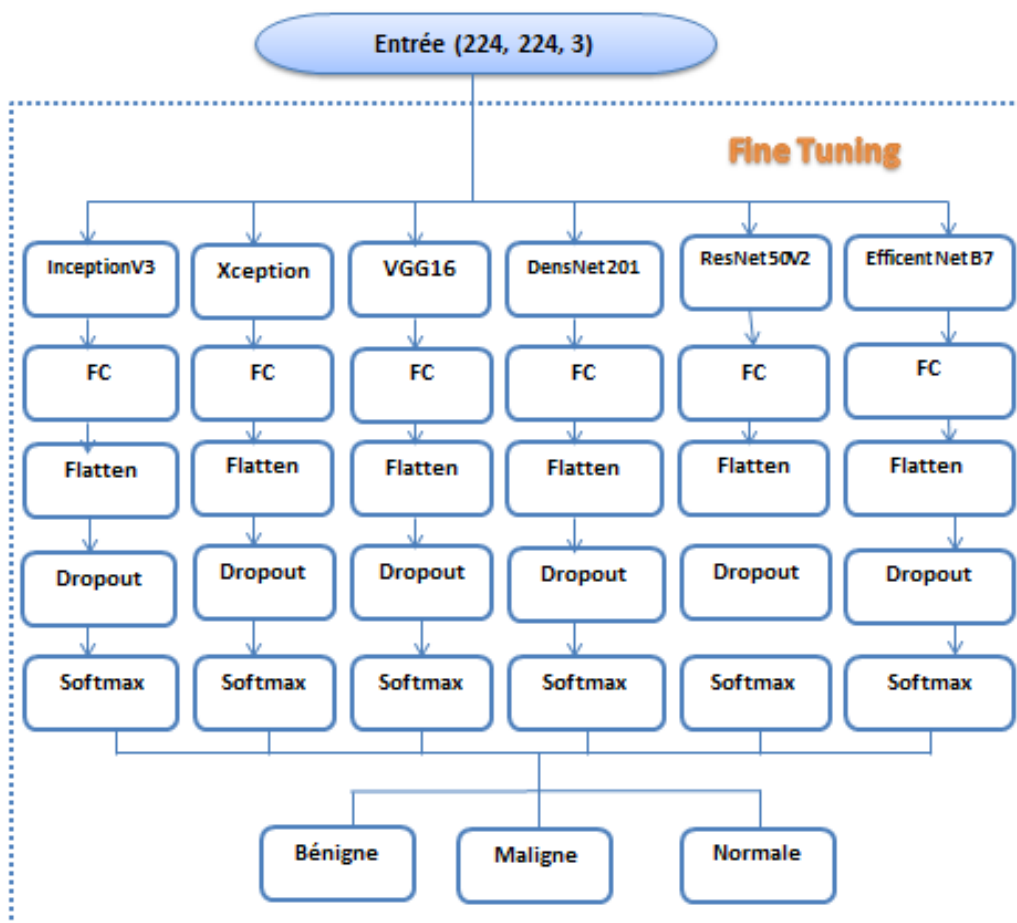 Entrée (224, 224, 3)
Fine Tuning
InceptionV3
Xception
VGG16
DensNet201
ResNet50V2
EfficentNetB7
FC
FC
FC
FC
FC
FC
Flatten
Flatten
Flatten
Flatten
Flatten
Flatten
Dropout
Dropout
Dropout
Dropout
Dropout
Dropout
Softmax
Softmax
Softmax
Softmax
Softmax
Softmax
Bénigne
Maligne
Normale